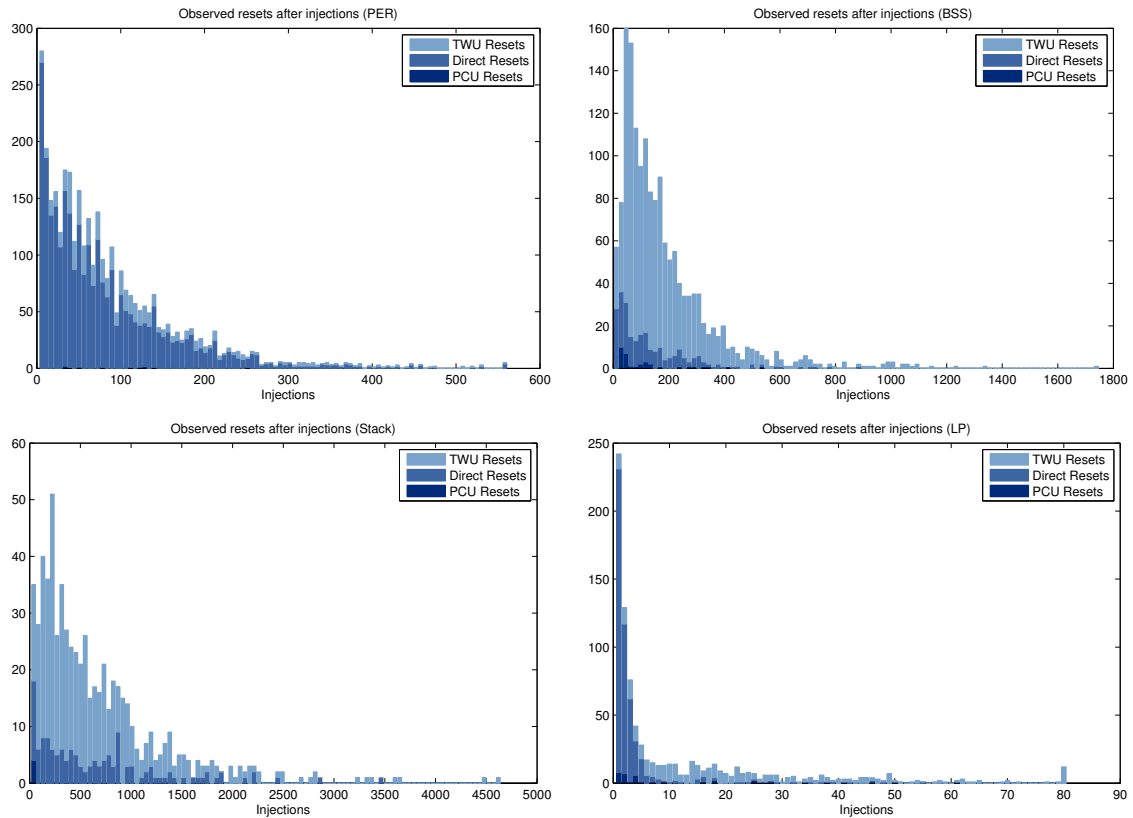 Observed resets after injections (PER)
300
250
200
150
100
50
0
0 100 200 300 400 500 600
Injections
TWU Resets
Direct Resets
PCU Resets
Observed resets after injections (BSS)
160
140
120
100
80
60
40
20
0
0 200 400 600 800 1000 1200 1400 1600 1800
Injections
TWU Resets
Direct Resets
PCU Resets
Observed resets after injections (Stack)
60
50
40
30
20
10
0
0 500 1000 1500 2000 2500 3000 3500 4000 4500 5000
Injections
TWU Resets
Direct Resets
PCU Resets
Observed resets after injections (LP)
250
200
150
100
50
0
0 10 20 30 40 50 60 70 80 90
Injections
TWU Resets
Direct Resets
PCU Resets